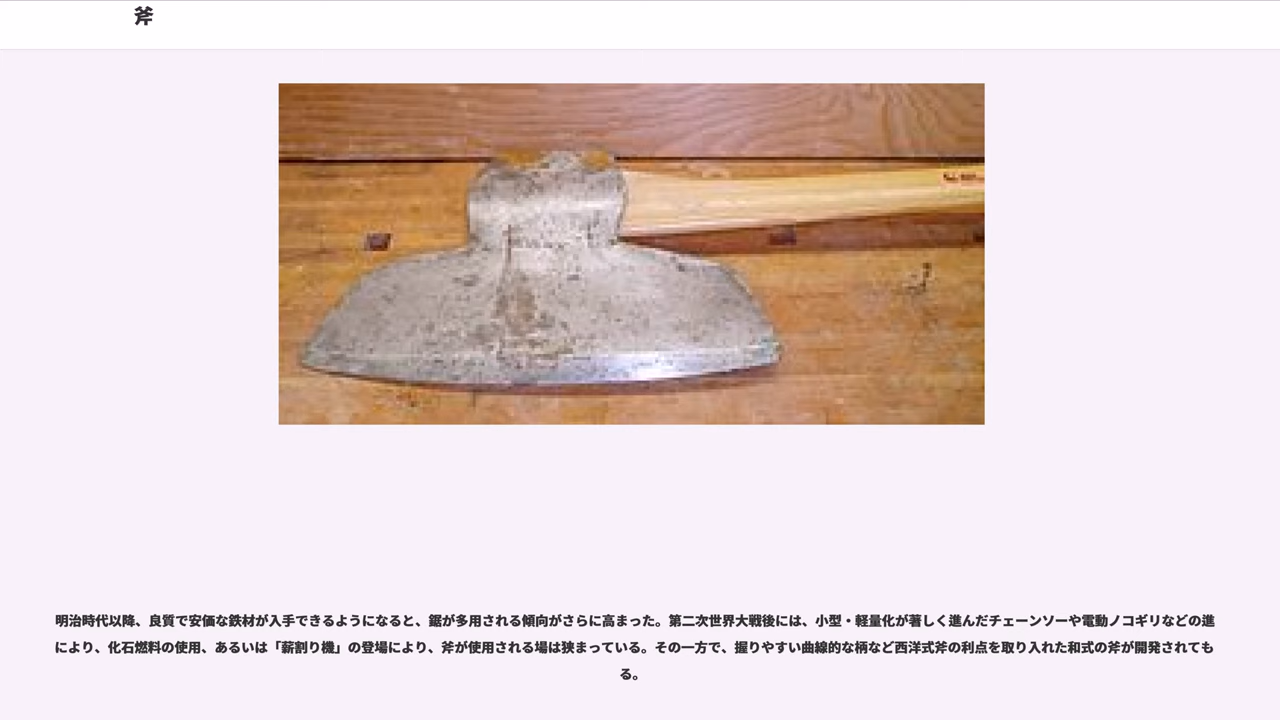 斧
明治時代以降、良質で安価な鉄材が入手できるようになると、鋸が多用される傾向がさらに高まった。第二次世界大戦後には、小型・軽量化が著しく進んだチェーンソーや電動ノコギリなどの進
により、化石燃料の使用、あるいは「薪割り機」の登場により、斧が使用される場は狭まっている。その一方で、握りやすい曲線的な柄など西洋式斧の利点を取り入れた和式の斧が開発されても
る。